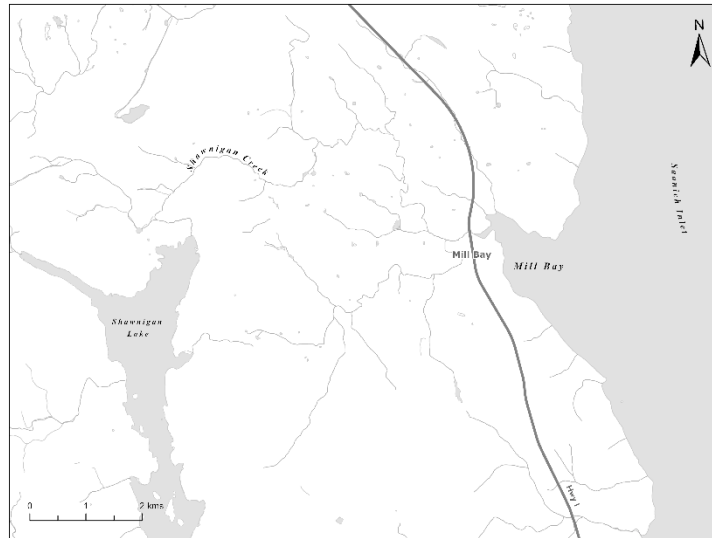 N
Shawnigan Creek
Saanich Inlet
Mill Bay
Mill Bay
Shawnigan
Lake
Hwy 1
0 1 2 kms